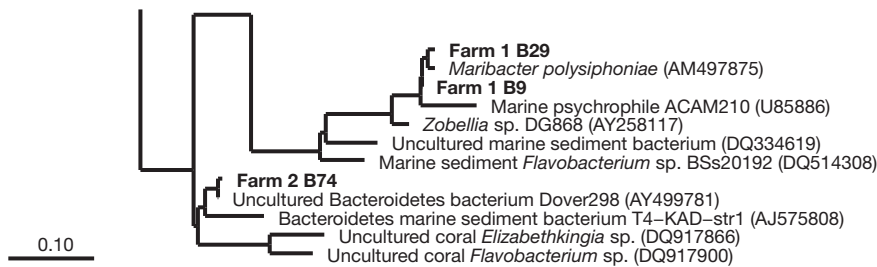 Farm 1 B29
Maribacter polysiphoniae (AM497875)
Farm 1 B9
Marine psychrophile ACAM210 (U85886)
Zobellia sp. DG868 (AY258117)
Uncultured marine sediment bacterium (DQ334619)
Marine sediment Flavobacterium sp. BSs20192 (DQ514308)
Farm 2 B74
Uncultured Bacteroidetes bacterium Dover298 (AY499781)
Bacteroidetes marine sediment bacterium T4−KAD−str1 (AJ575808)
Uncultured coral Elizabethkingia sp. (DQ917866)
Uncultured coral Flavobacterium sp. (DQ917900)
0.10